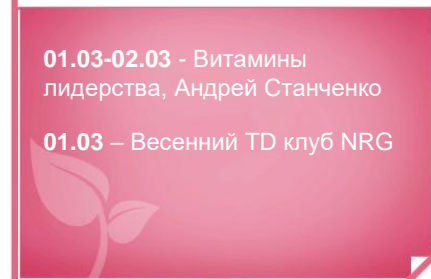 01.03-02.03 - Витамины
лидерства, Андрей Станченко
01.03 – Весенний TD клуб NRG